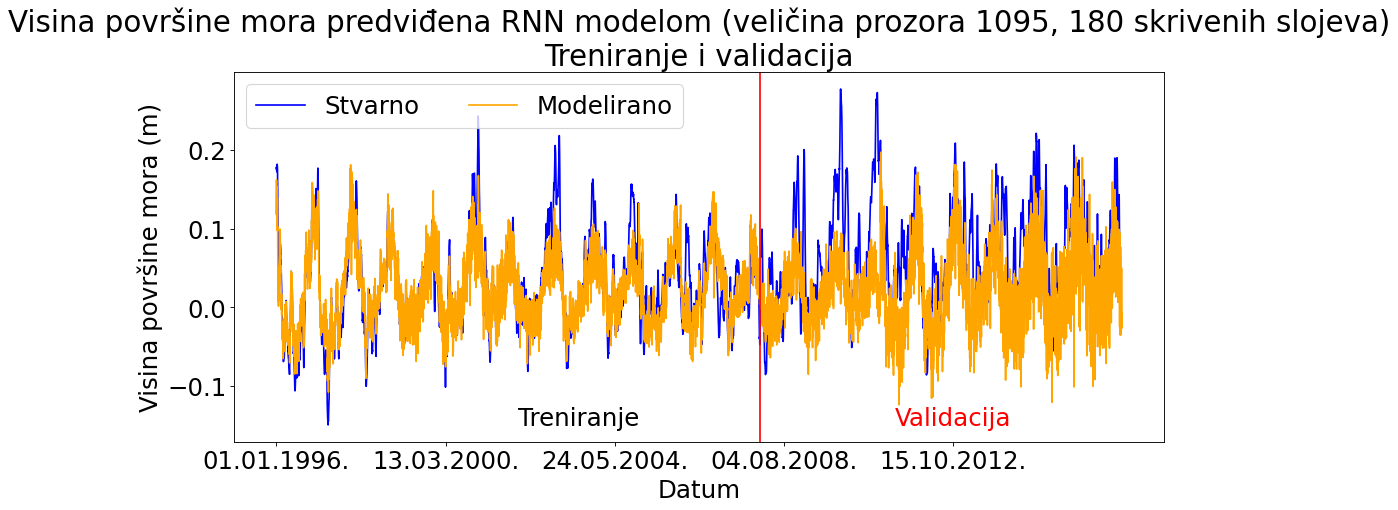 Visina površine mora predviđena RNN modelom (veličina prozora 1095, 180 skrivenih slojeva)
Treniranje i validacija
Stvarno
Modelirano
Visina površine mora (m)
0.2
0.1
0.0
−0.1
Treniranje
Validacija
01.01.1996.
13.03.2000.
24.05.2004.
04.08.2008.
15.10.2012.
Datum